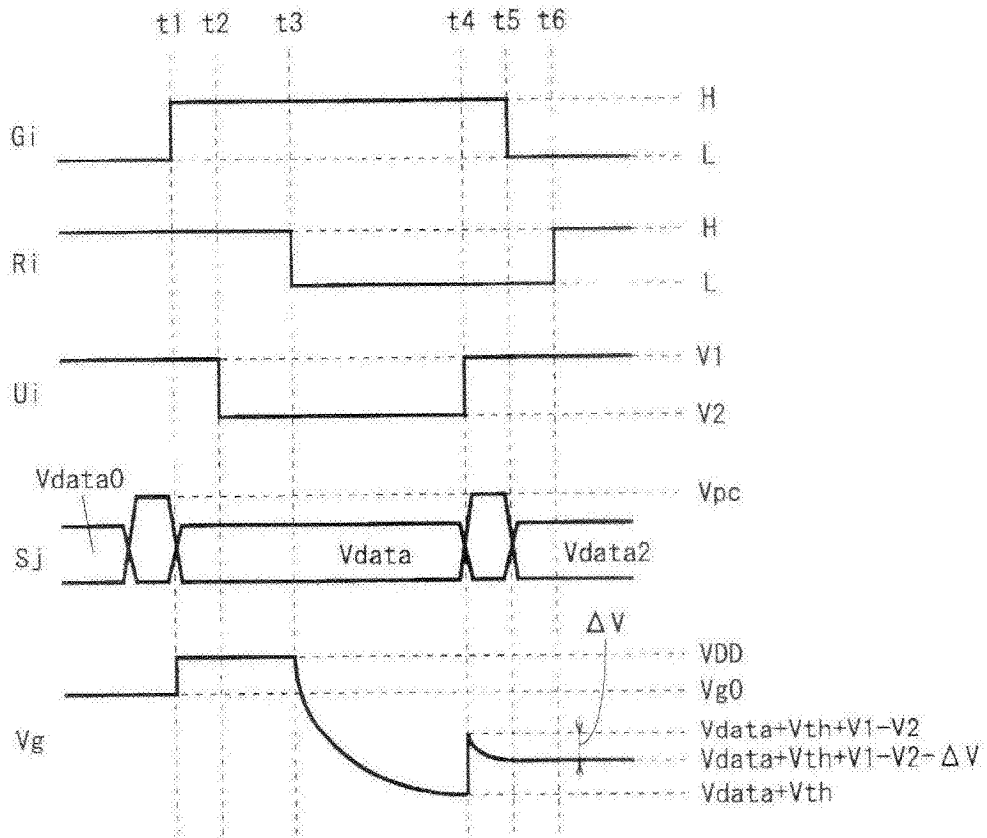 t1 t2 t3 t4 t5 t6
Gi
H
L
Ri
H
L
Ui
V1
V2
Vdata0
Vpc
Sj
Vdata
Vdata2
ΔV
VDD
Vg0
Vg
Vdata+Vth+V1-V2
Vdata+Vth+V1-V2-ΔV
Vdata+Vth